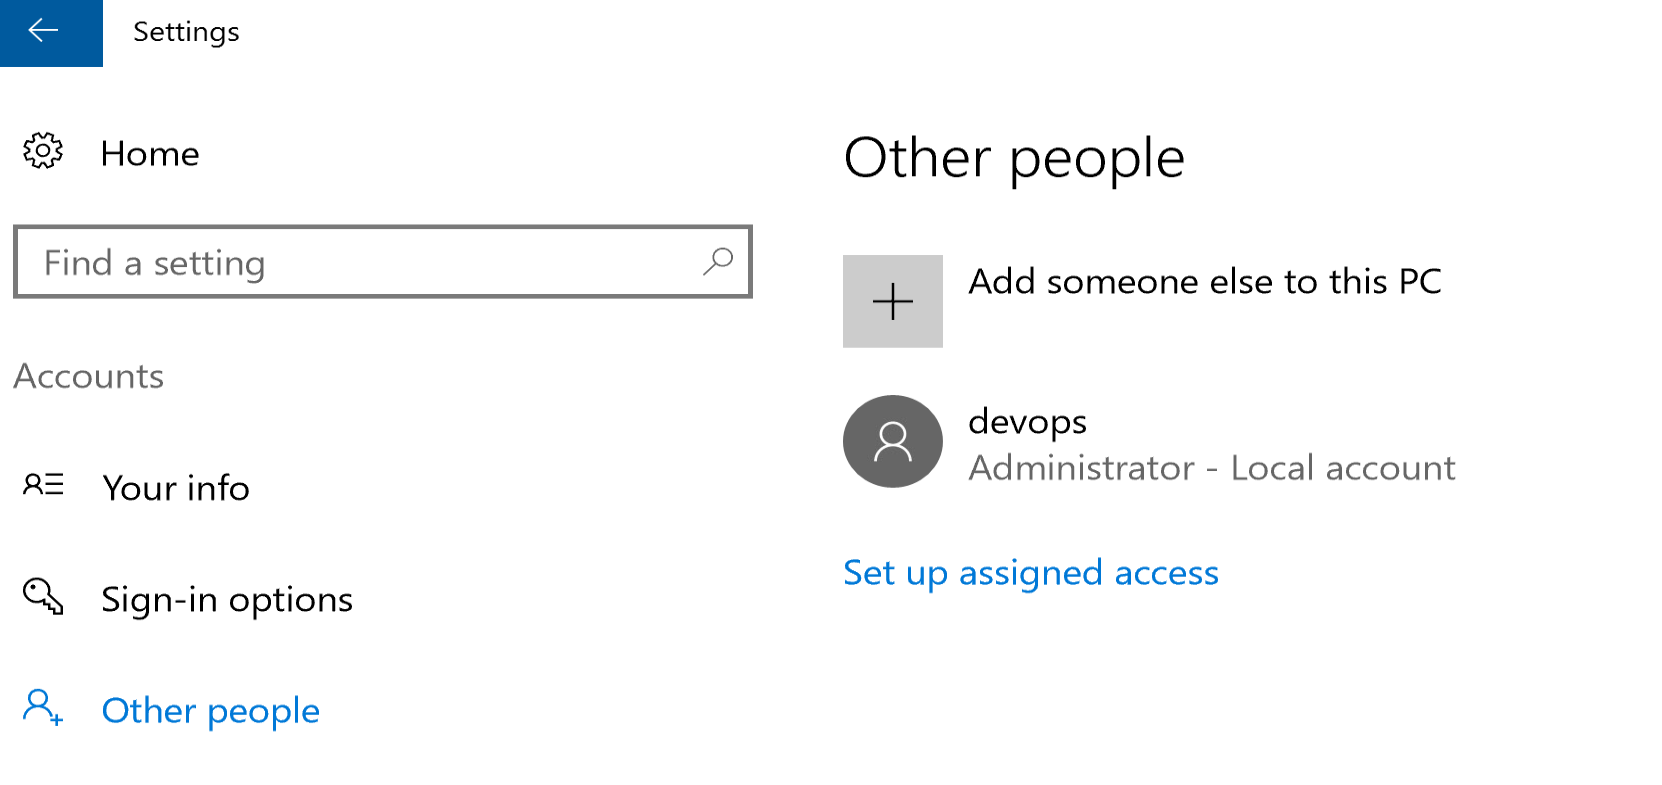 Settings
Home
Find a setting
Accounts
Your info
Sign-in options
Other people
Other people
Add someone else to this PC
devops
Administrator - Local account
Set up assigned access